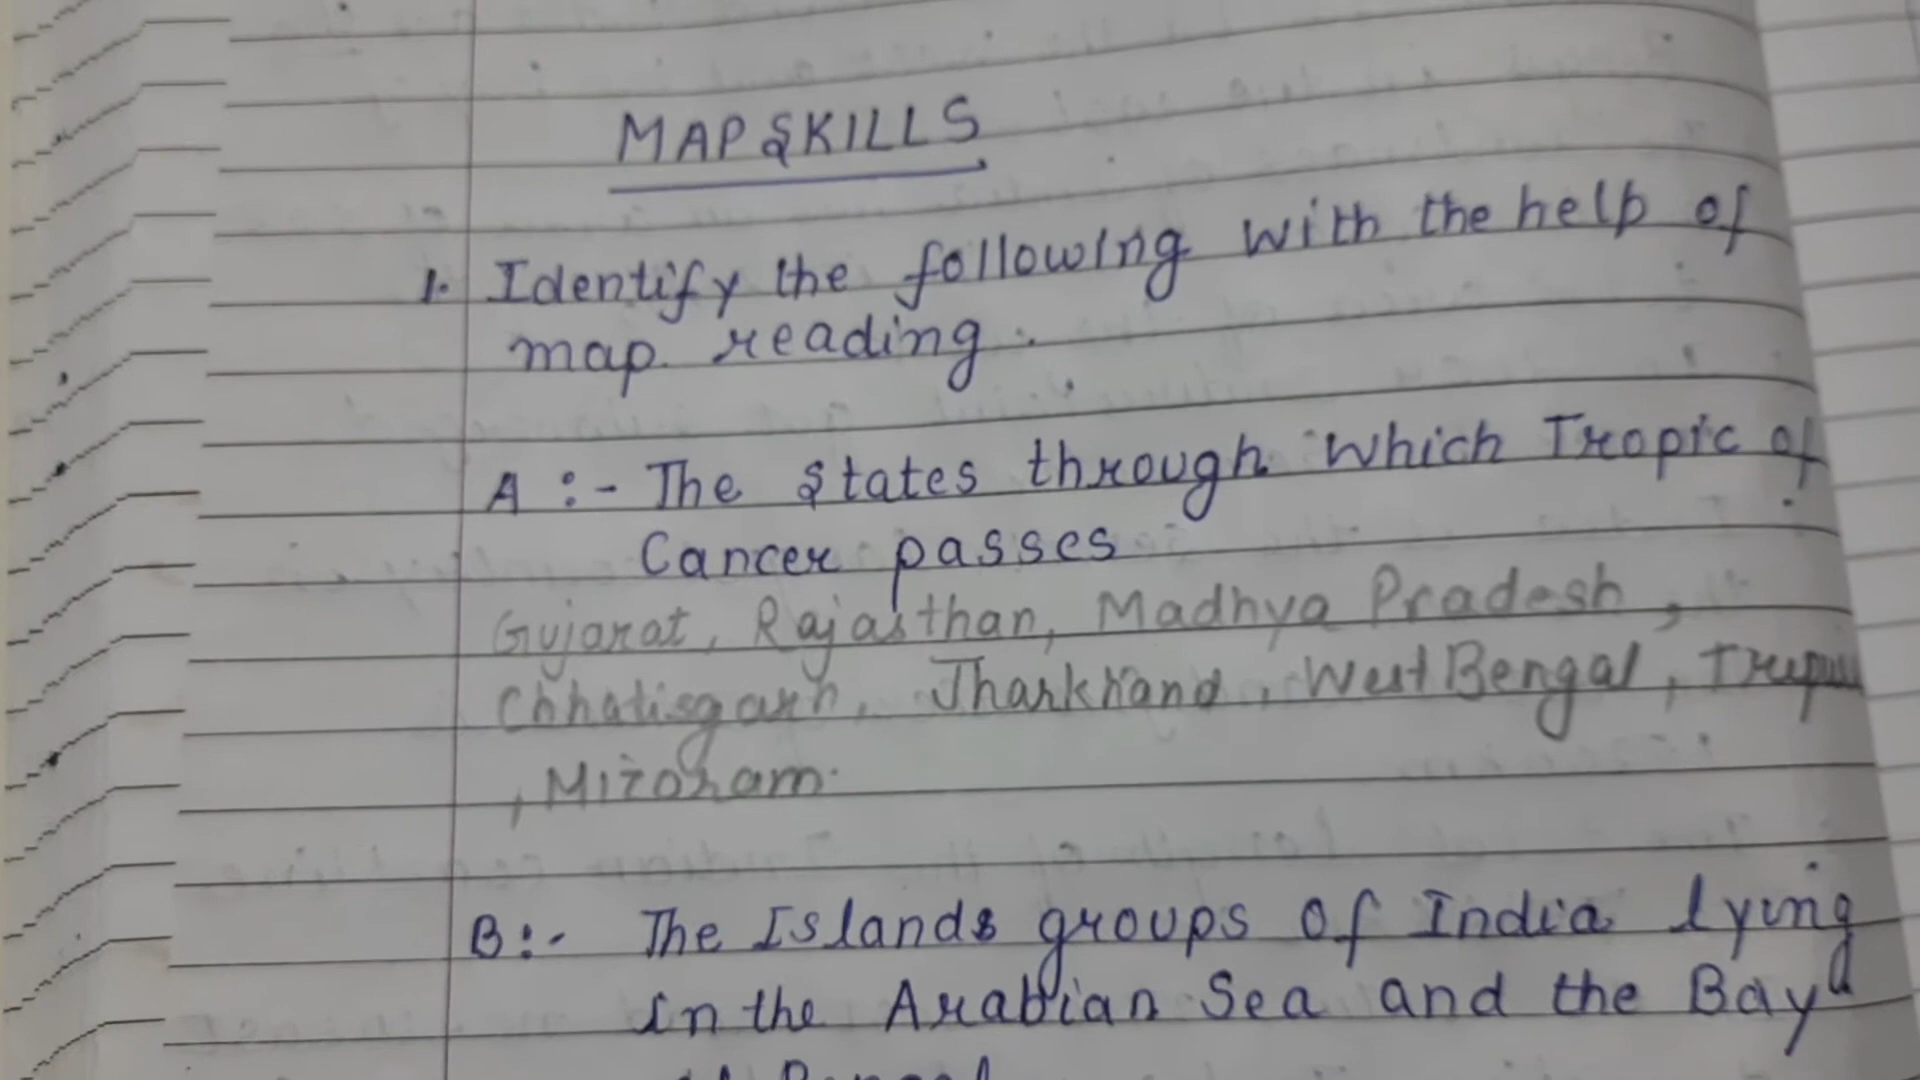 MAP SKILLS
1. Identify the following with the help of
map reading.
A :- The States through which Tropic of
Cancer passes
Gujarat, Rajasthan, Madhya Pradesh,
Chhatisgarh, Jharkhand, West Bengal,
, Mizoram.
B :- The Islands groups of India lying
in the Arabian Sea and the Bay
of Bengal